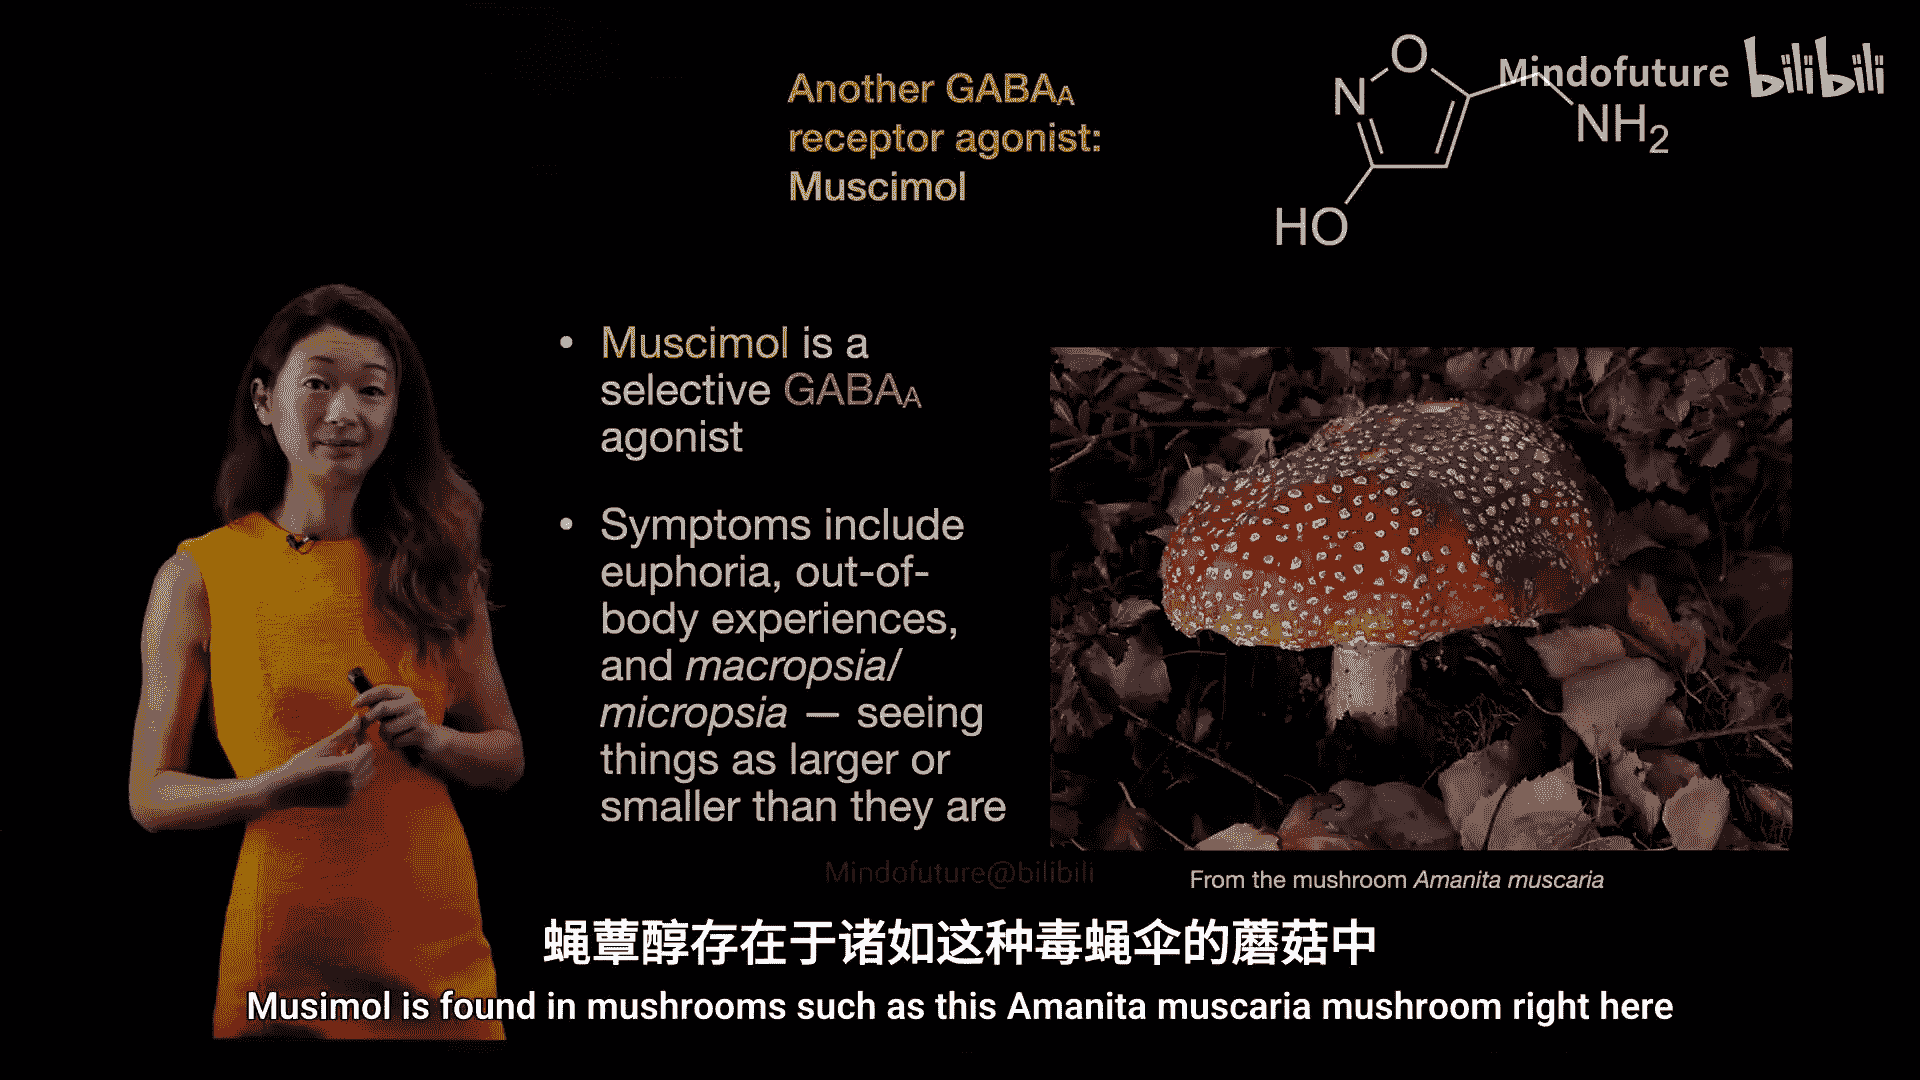 Another GABAA
receptor agonist:
Muscimol
O
N
NH2
HO
Mindofuture bilibili
• Muscimol is a
selective GABAA
agonist
• Symptoms include
euphoria, out-of-
body experiences,
and macropsia/
micropsia — seeing
things as larger or
smaller than they are
From the mushroom Amanita muscaria
Mindofuture@bilibili
蝇蕈醇存在于诸如这种毒蝇伞的蘑菇中
Musimol is found in mushrooms such as this Amanita muscaria mushroom right here